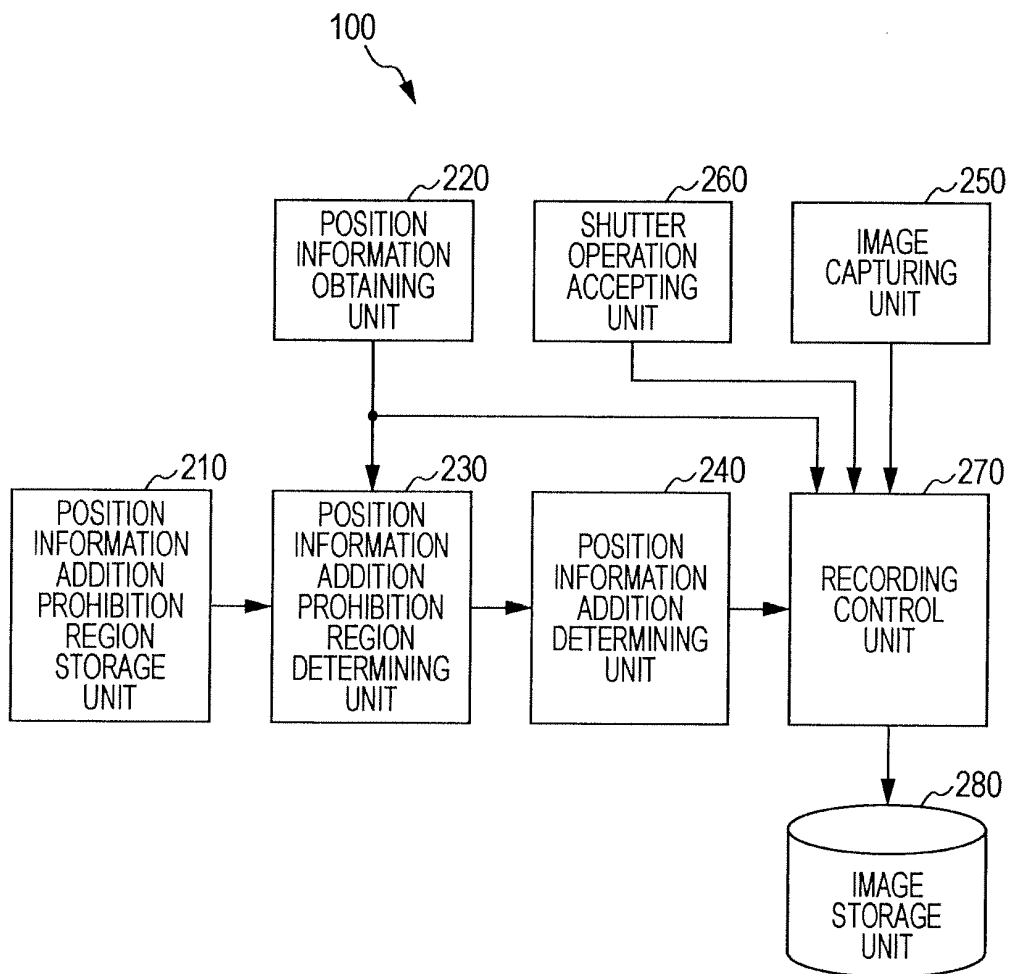 100
220
POSITION
INFORMATION
OBTAINING
UNIT
260
SHUTTER
OPERATION
ACCEPTING
UNIT
250
IMAGE
CAPTURING
UNIT
210
POSITION
INFORMATION
ADDITION
PROHIBITION
REGION
STORAGE
UNIT
230
POSITION
INFORMATION
ADDITION
PROHIBITION
REGION
DETERMINING
UNIT
240
POSITION
INFORMATION
ADDITION
DETERMINING
UNIT
270
RECORDING
CONTROL
UNIT
280
IMAGE
STORAGE
UNIT